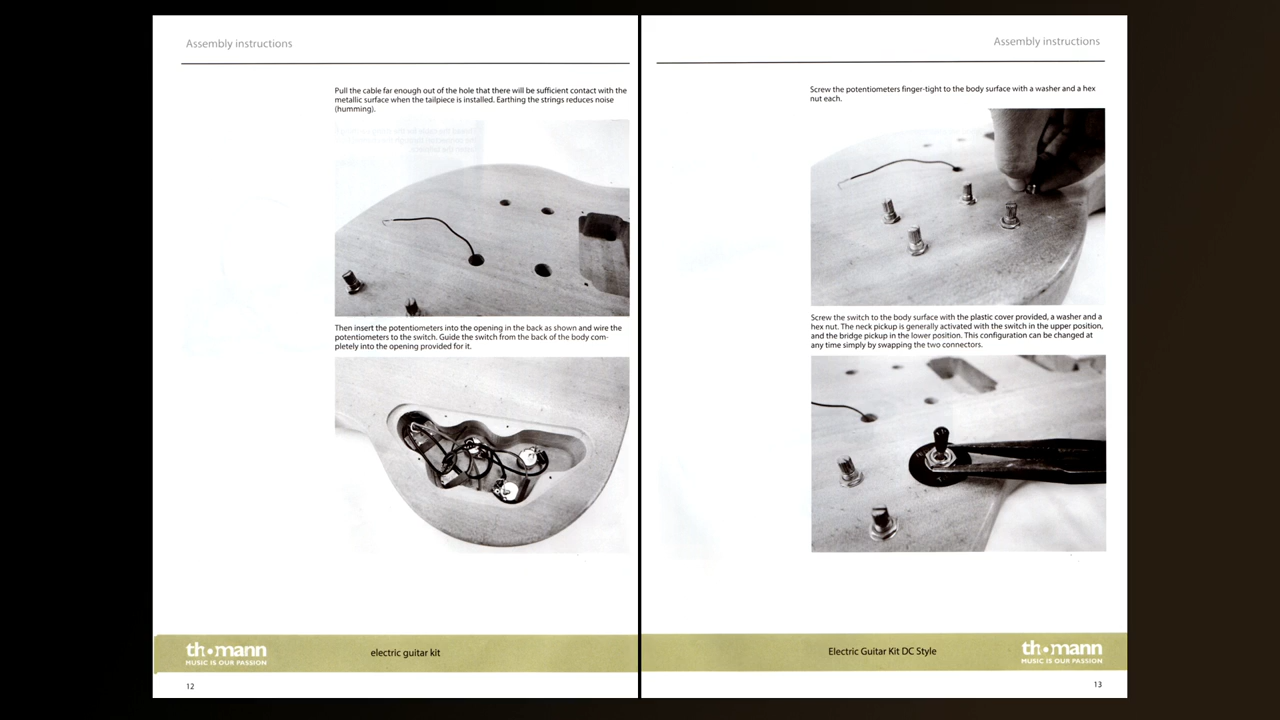 Assembly instructions
Pull the cable far enough out of the hole that there will be sufficient contact with the
metallic surface when the tailpiece is installed. Earthing the strings reduces noise
(humming).
Then insert the potentiometers into the opening in the back as shown and wire the
potentiometers to the switch. Guide the switch from the back of the body com-
pletely into the opening provided for it.
th•mann
MUSIC IS OUR PASSION
electric guitar kit
12
Assembly instructions
Screw the potentiometers finger-tight to the body surface with a washer and a hex
nut each.
Screw the switch to the body surface with the plastic cover provided, a washer and a
hex nut. The neck pickup is generally activated with the switch in the upper position,
and the bridge pickup in the lower position. This configuration can be changed at
any time simply by swapping the two connectors.
Electric Guitar Kit DC Style
th•mann
MUSIC IS OUR PASSION
13